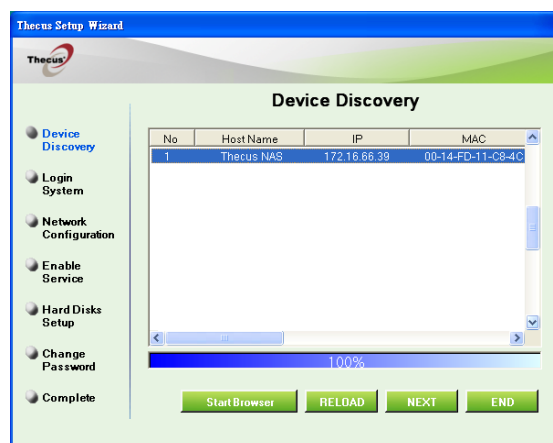 Thecus Setup Wizard
Thecus
Device Discovery
Device
Discovery
Login
System
Network
Configuration
Enable
Service
Hard Disks
Setup
Change
Password
Complete
No Host Name IP MAC
1 Thecus NAS 172.16.66.39 00-14-FD-11-C8-4C
100%
Start Browser RELOAD NEXT END